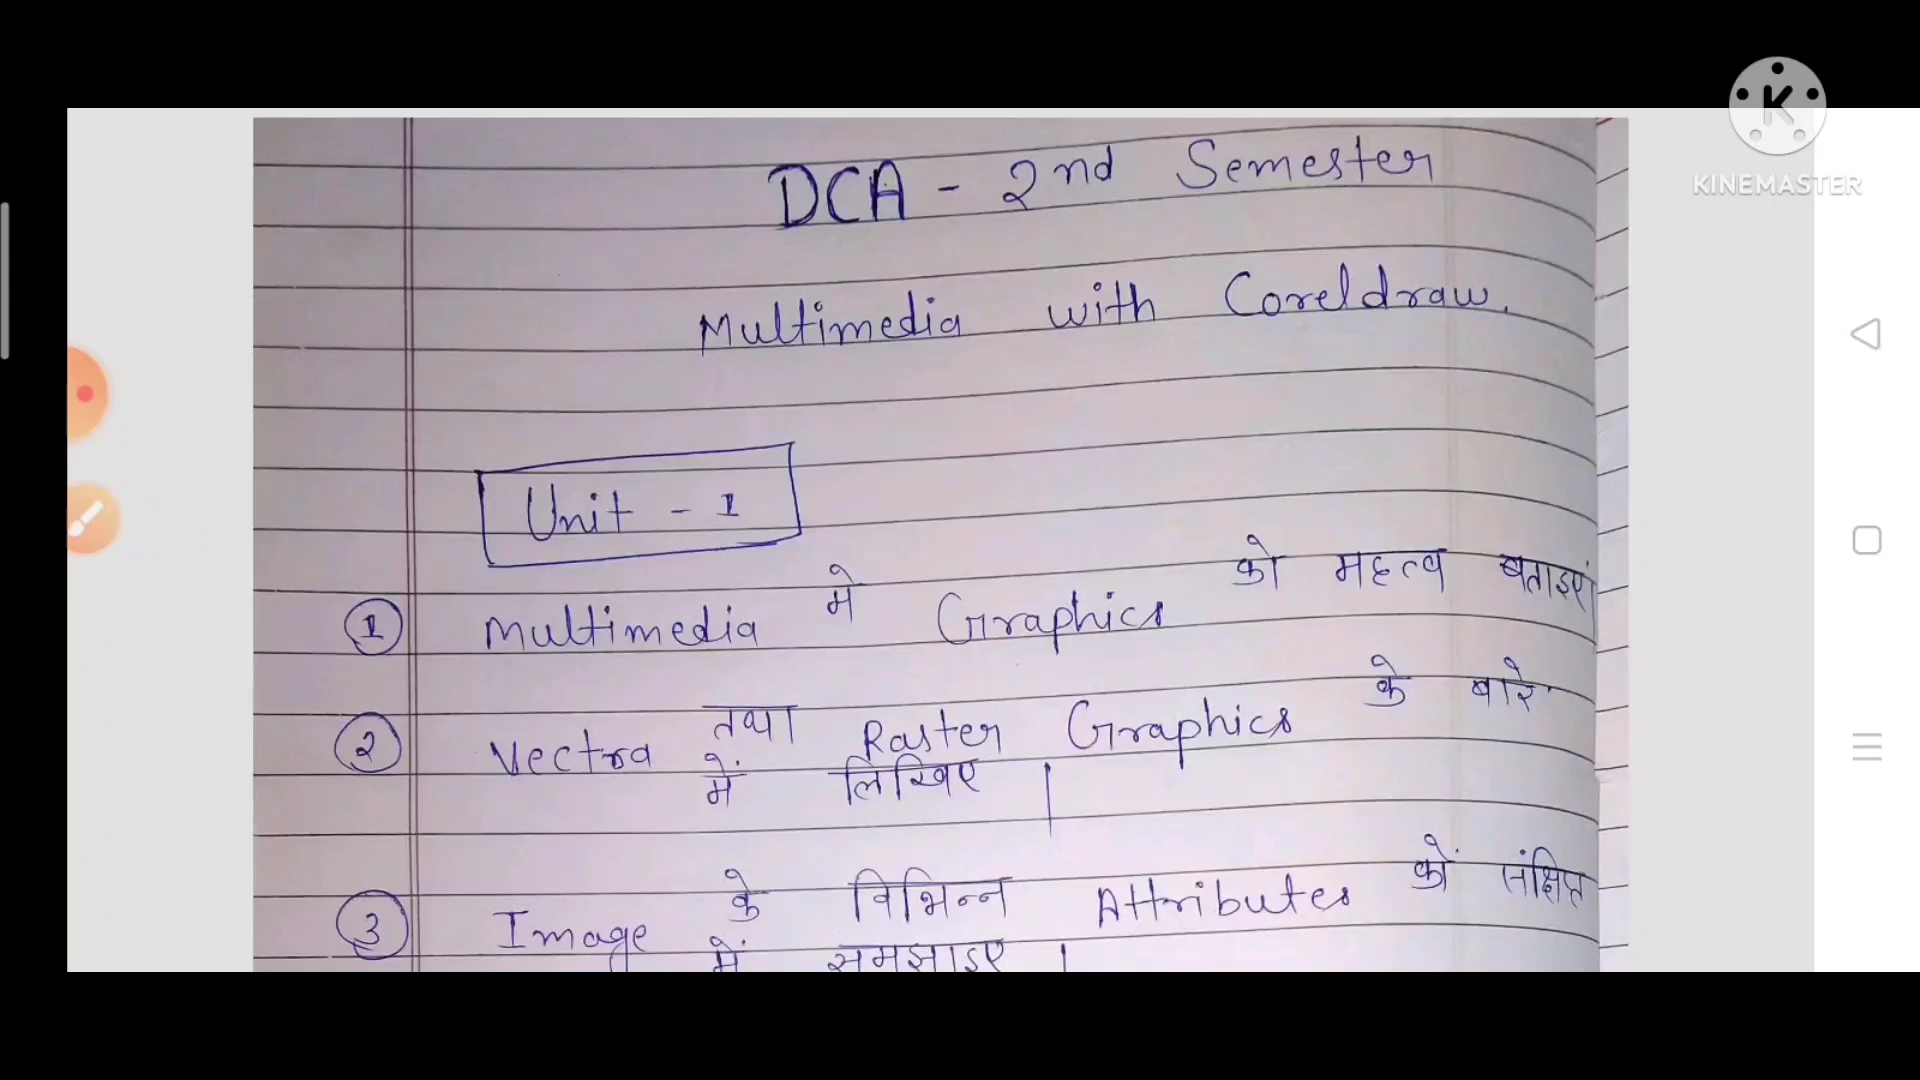 KINEMASTER
DCA - 2nd Semester
Multimedia with Coreldraw.
Unit - 1
① Multimedia मे Graphics को महत्व बताइएं
② Vectra तथा Raster Graphics के बारे
में लिखिए |
③ Image के विभिन्न Attributes कों संक्षिप्त
में समझाइए |